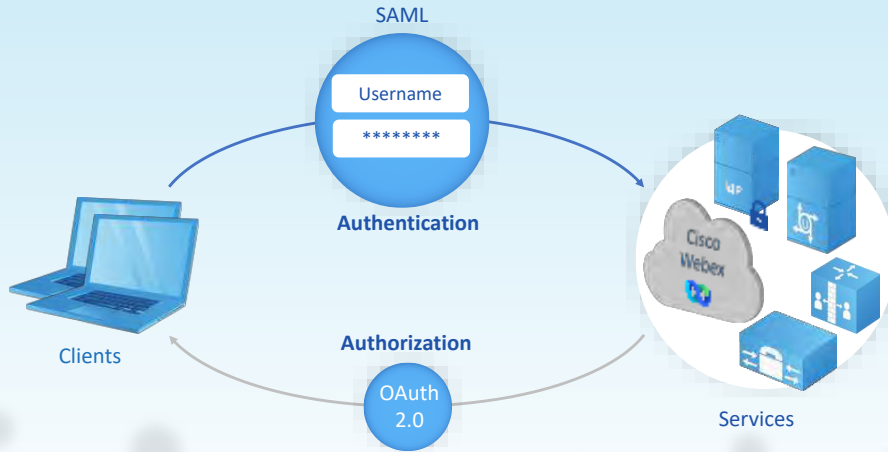 SAML
Username
********
Authentication
Cisco
Webex
Clients
Authorization
OAuth
2.0
Services